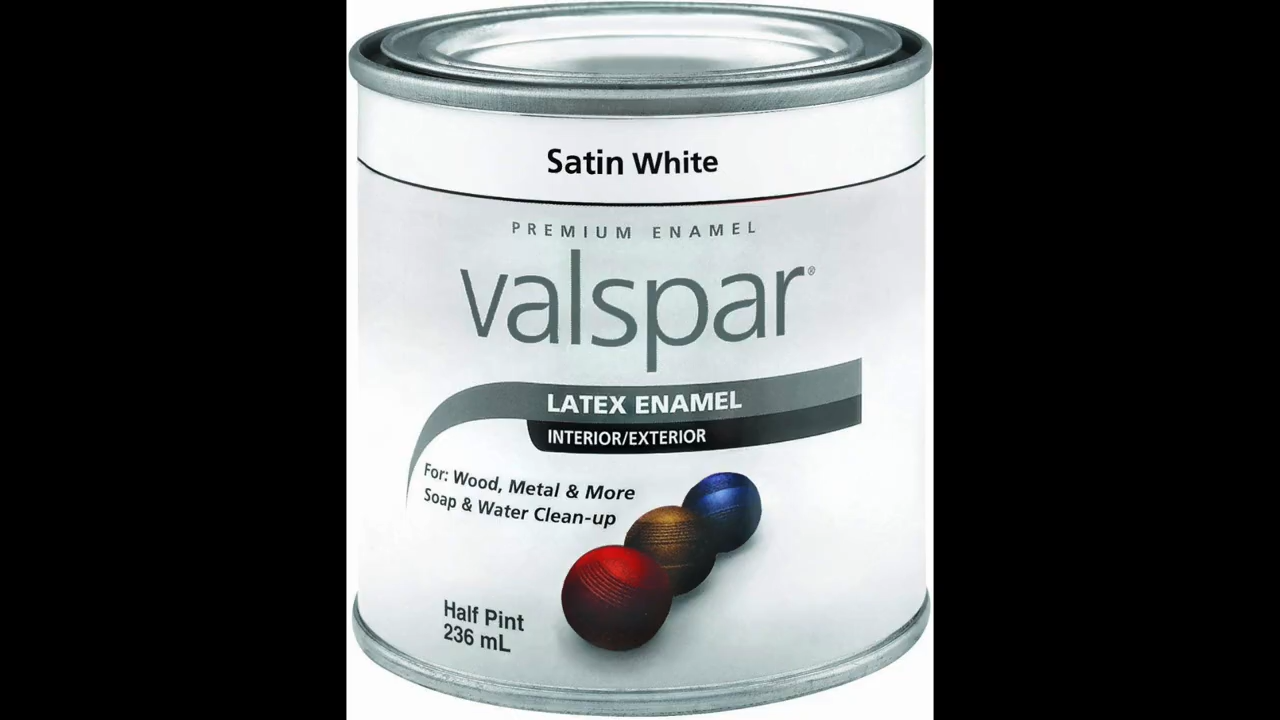 Satin White
PREMIUM ENAMEL
valspar®
LATEX ENAMEL
INTERIOR/EXTERIOR
For: Wood, Metal & More
Soap & Water Clean-up
Half Pint
236 mL